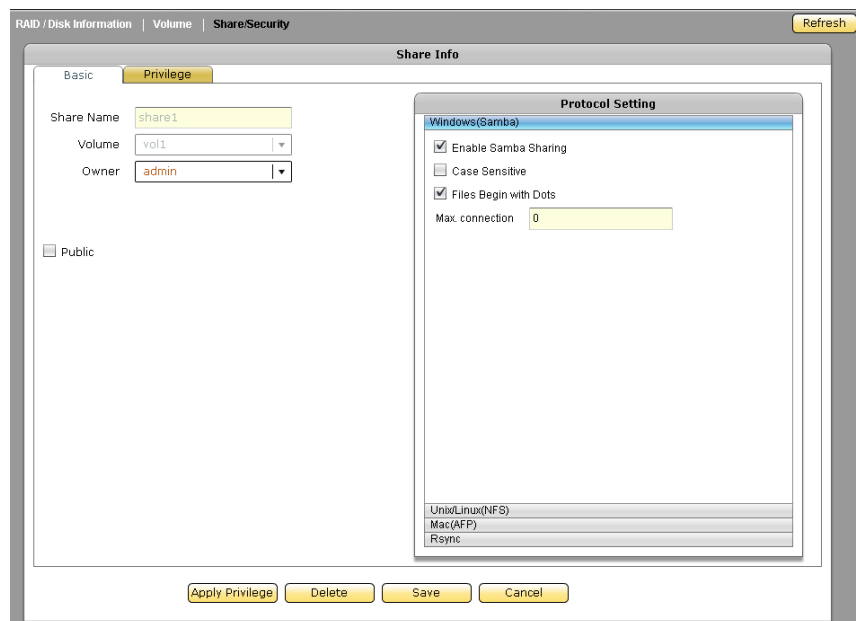 RAID / Disk Information | Volume | Share/Security
Refresh
Share Info
Basic
Privilege
Share Name share1
Volume vol1
Owner admin
Public
Protocol Setting
Windows(Samba)
Enable Samba Sharing
Case Sensitive
Files Begin with Dots
Max. connection 0
Unix/Linux(NFS)
Mac(AFP)
Rsync
Apply Privilege
Delete
Save
Cancel